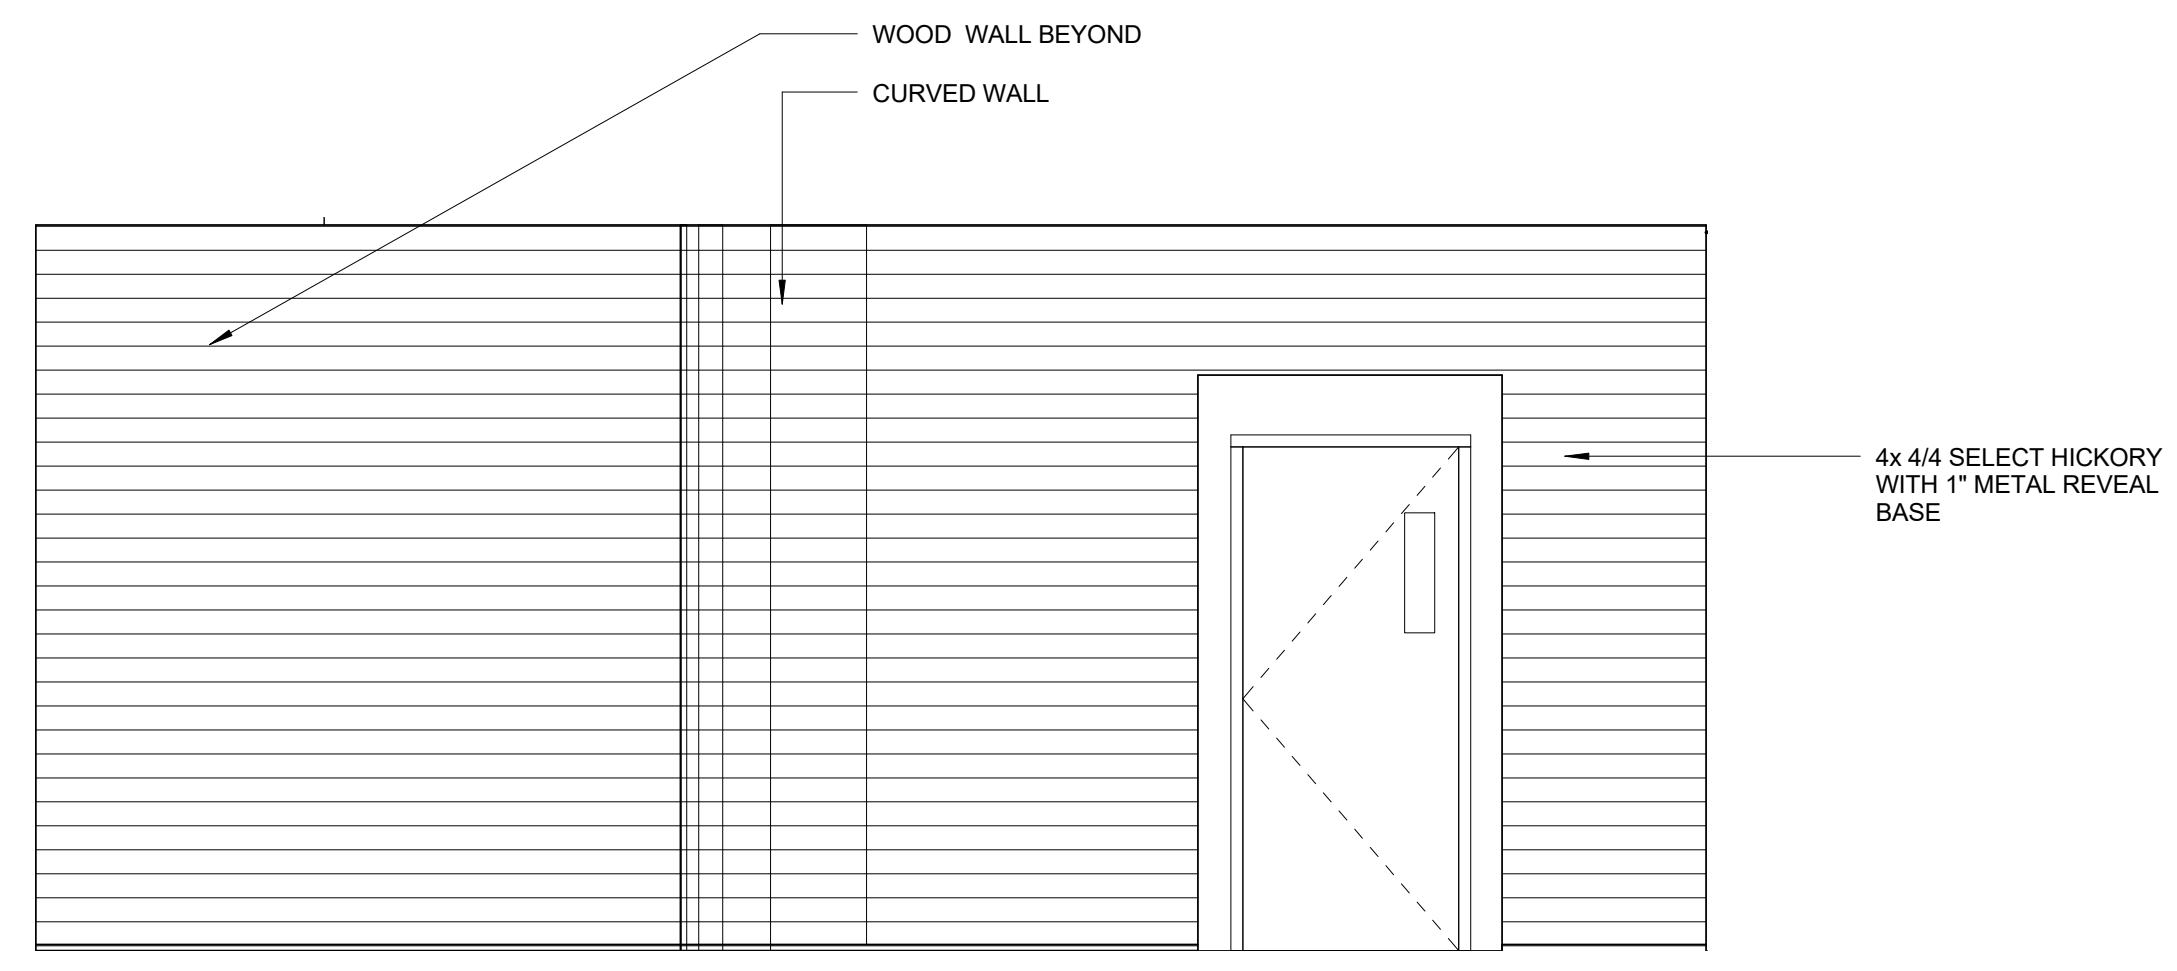 WOOD  WALL BEYOND
CURVED WALL
4x 4/4 SELECT HICKORY
WITH 1" METAL REVEAL
BASE